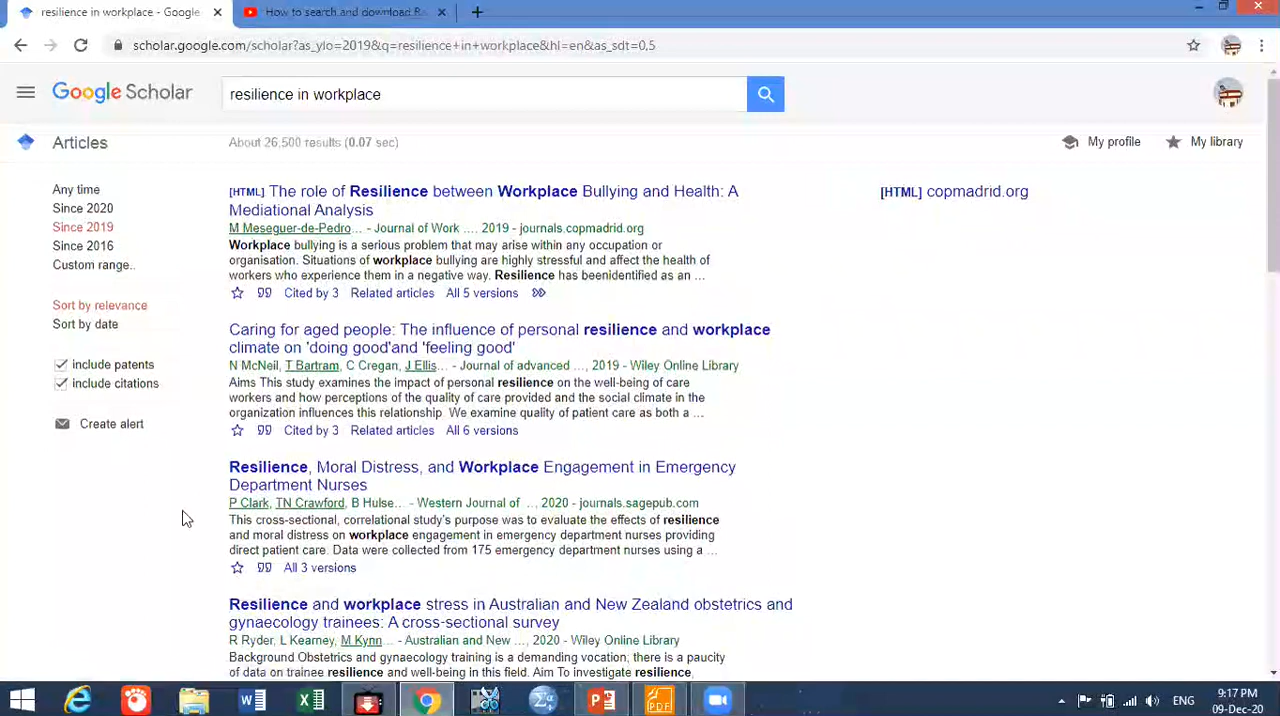 resilience in workplace - Google
How to search and download R
scholar.google.com/scholar?as_ylo=2019&q=resilience+in+workplace&hl=en&as_sdt=0,5
Google Scholar
resilience in workplace
Articles
About 26,500 results (0.07 sec)
My profile
My library
Any time
Since 2020
Since 2019
Since 2016
Custom range..
Sort by relevance
Sort by date
include patents
include citations
Create alert
[HTML] The role of Resilience between Workplace Bullying and Health: A
Mediational Analysis
M Meseguer-de-Pedro... - Journal of Work ..., 2019 - journals.copmadrid.org
Workplace bullying is a serious problem that may arise within any occupation or
organisation. Situations of workplace bullying are highly stressful and affect the health of
workers who experience them in a negative way. Resilience has beenidentified as an ...
Cited by 3 Related articles All 5 versions
[HTML] copmadrid.org
Caring for aged people: The influence of personal resilience and workplace
climate on 'doing good'and 'feeling good'
N McNeil, T Bartram, C Cregan, J Ellis... - Journal of advanced ..., 2019 - Wiley Online Library
Aims This study examines the impact of personal resilience on the well-being of care
workers and how perceptions of the quality of care provided and the social climate in the
organization influences this relationship. We examine quality of patient care as both a ...
Cited by 3 Related articles All 6 versions
Resilience, Moral Distress, and Workplace Engagement in Emergency
Department Nurses
P Clark, TN Crawford, B Hulse... - Western Journal of ..., 2020 - journals.sagepub.com
This cross-sectional, correlational study's purpose was to evaluate the effects of resilience
and moral distress on workplace engagement in emergency department nurses providing
direct patient care. Data were collected from 175 emergency department nurses using a ...
All 3 versions
Resilience and workplace stress in Australian and New Zealand obstetrics and
gynaecology trainees: A cross-sectional survey
R Ryder, L Kearney, M Kynn... - Australian and New ..., 2020 - Wiley Online Library
Background Obstetrics and gynaecology training is a demanding vocation; there is a paucity
of data on trainee resilience and well-being in this field. Aim To investigate resilience,
ENG
9:17 PM
09-Dec-20